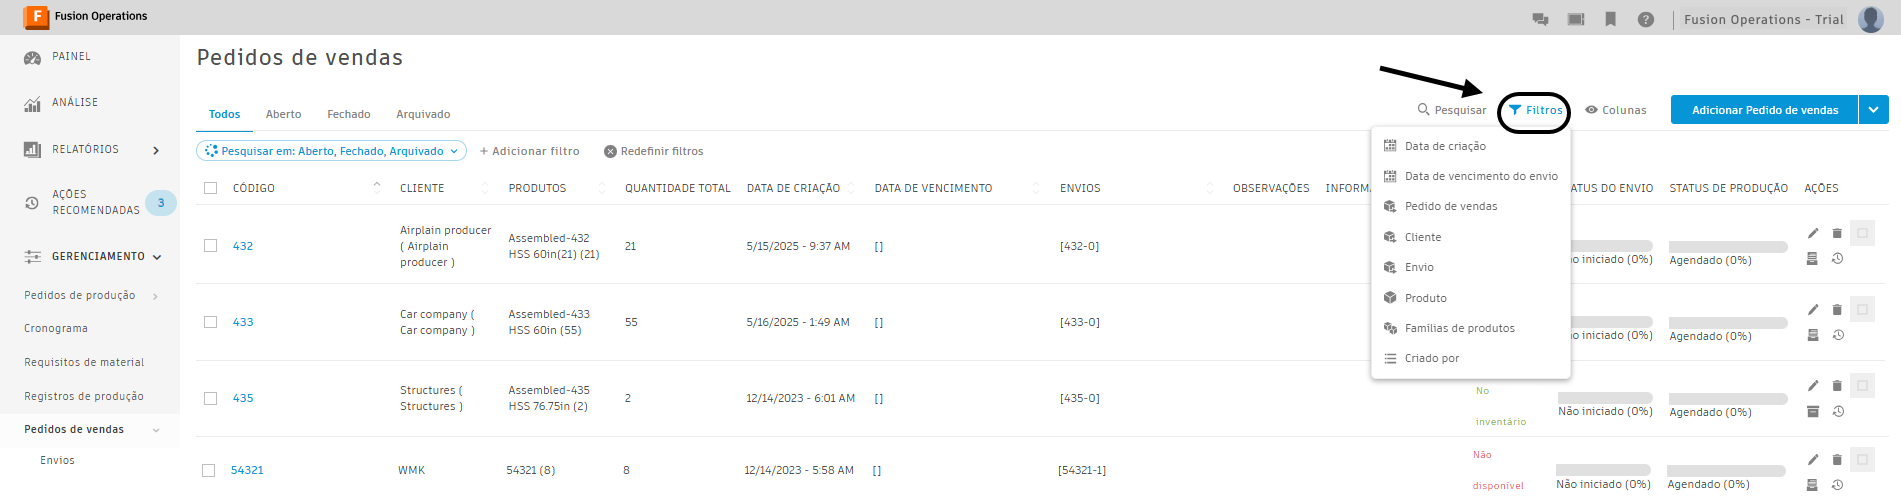 Fusion Operations
Fusion Operations - Trial
PAINEL
ANÁLISE
RELATÓRIOS
AÇÕES
RECOMENDADAS
3
GERENCIAMENTO
Pedidos de produção
Cronograma
Requisitos de material
Registros de produção
Pedidos de vendas
Envios
Pedidos de vendas
Todos Aberto Fechado Arquivado
Pesquisar Filtros Colunas Adicionar Pedido de vendas
Pesquisar em: Aberto, Fechado, Arquivado + Adicionar filtro Redefinir filtros
Data de criação
Data de vencimento do envio
Pedido de vendas
Cliente
Envio
Produto
Famílias de produtos
Criado por
CÓDIGO CLIENTE PRODUTOS QUANTIDADE TOTAL DATA DE CRIAÇÃO DATA DE VENCIMENTO ENVIOS OBSERVAÇÕES INFORMA ATUS DO ENVIO STATUS DE PRODUÇÃO AÇÕES
432
Airplain producer
( Airplain
producer )
Assembled-432
HSS 60in(21) (21)
21
5/15/2025 - 9:37 AM
[]
[432-0]
ão iniciado (0%)
Agendado (0%)
433
Car company (
Car company )
Assembled-433
HSS 60in (55)
55
5/16/2025 - 1:49 AM
[]
[433-0]
ão iniciado (0%)
Agendado (0%)
435
Structures (
Structures )
Assembled-435
HSS 76.75in (2)
2
12/14/2023 - 6:01 AM
[]
[435-0]
No
inventário
Não iniciado (0%)
Agendado (0%)
54321
WMK
54321 (8)
8
12/14/2023 - 5:58 AM
[]
[54321-1]
Não
disponível
Não iniciado (0%)
Agendado (0%)